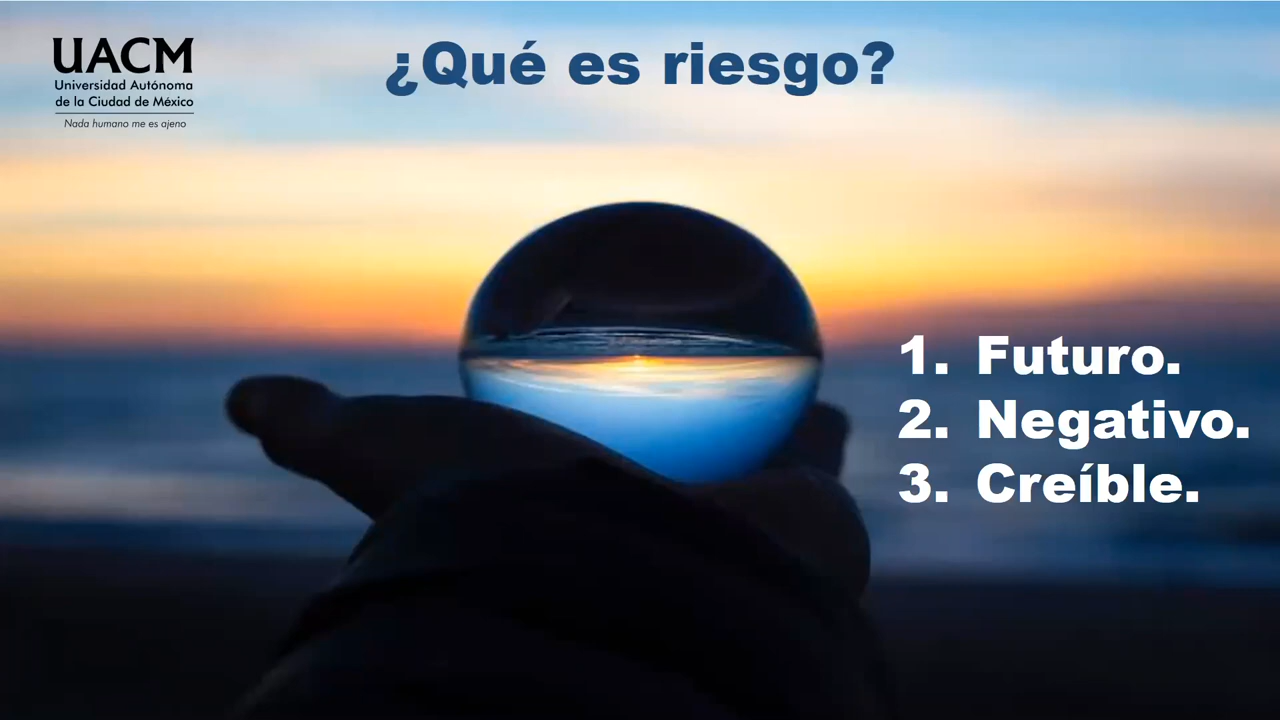 UACM
Universidad Autónoma
de la Ciudad de México
Nada humano me es ajeno
¿Qué es riesgo?
1. Futuro.
2. Negativo.
3. Creíble.